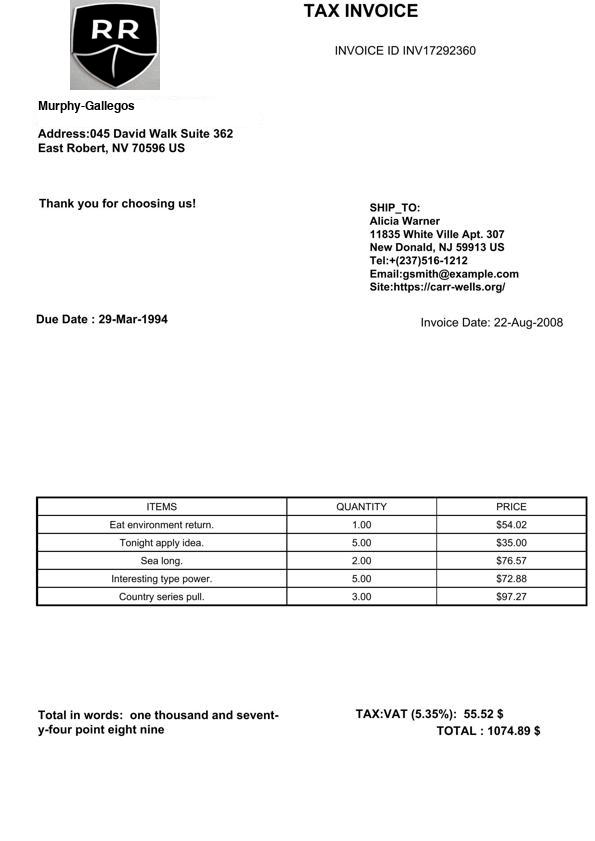 RR
TAX INVOICE
INVOICE ID INV17292360
Murphy-Gallegos
Address:045 David Walk Suite 362
East Robert, NV 70596 US
Thank you for choosing us!
SHIP_TO:
Alicia Warner
11835 White Ville Apt. 307
New Donald, NJ 59913 US
Tel:+(237)516-1212
Email:gsmith@example.com
Site:https://carr-wells.org/
Due Date : 29-Mar-1994
Invoice Date: 22-Aug-2008
ITEMS QUANTITY PRICE
Eat environment return. 1.00 $54.02
Tonight apply idea. 5.00 $35.00
Sea long. 2.00 $76.57
Interesting type power. 5.00 $72.88
Country series pull. 3.00 $97.27
Total in words: one thousand and sevent-
y-four point eight nine
TAX:VAT (5.35%): 55.52 $
TOTAL : 1074.89 $